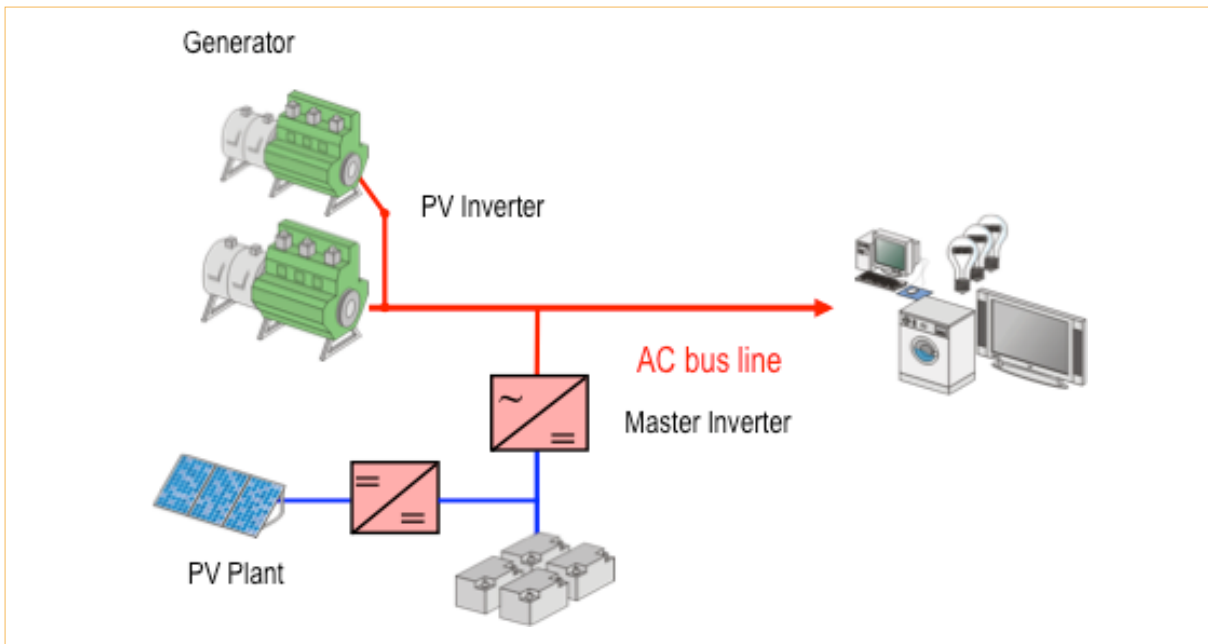 Generator
PV Inverter
AC bus line
Master Inverter
PV Plant